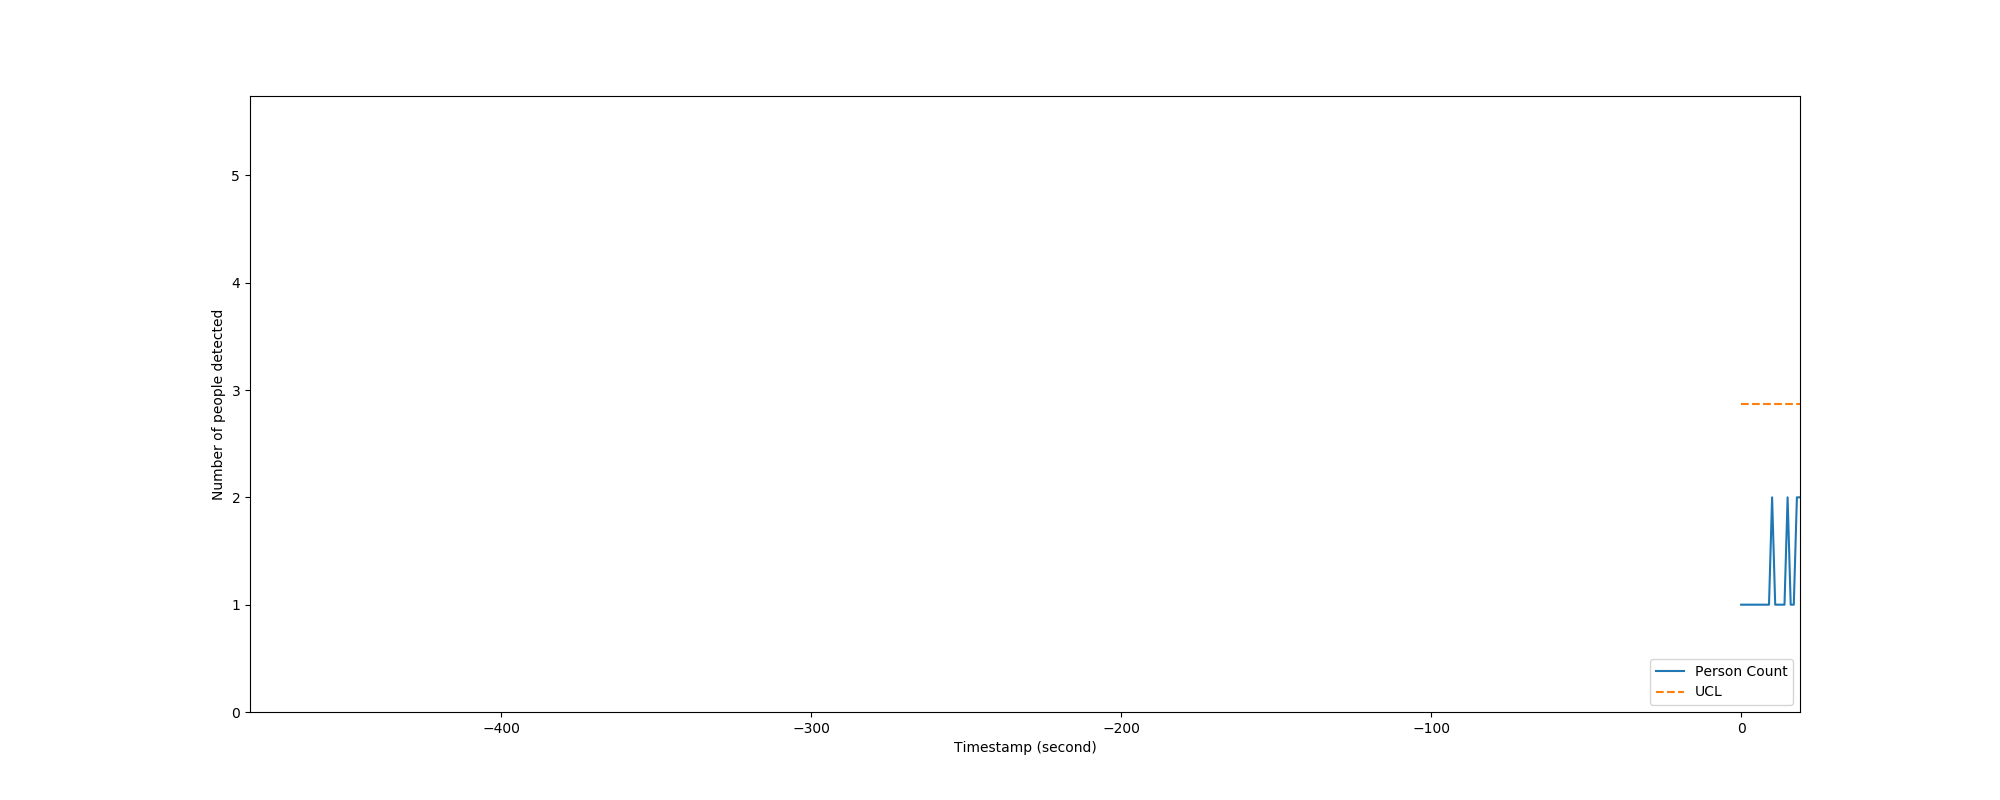 5
4
3
2
1
0
Number of people detected
−400
−300
−200
−100
0
Timestamp (second)
Person Count
UCL